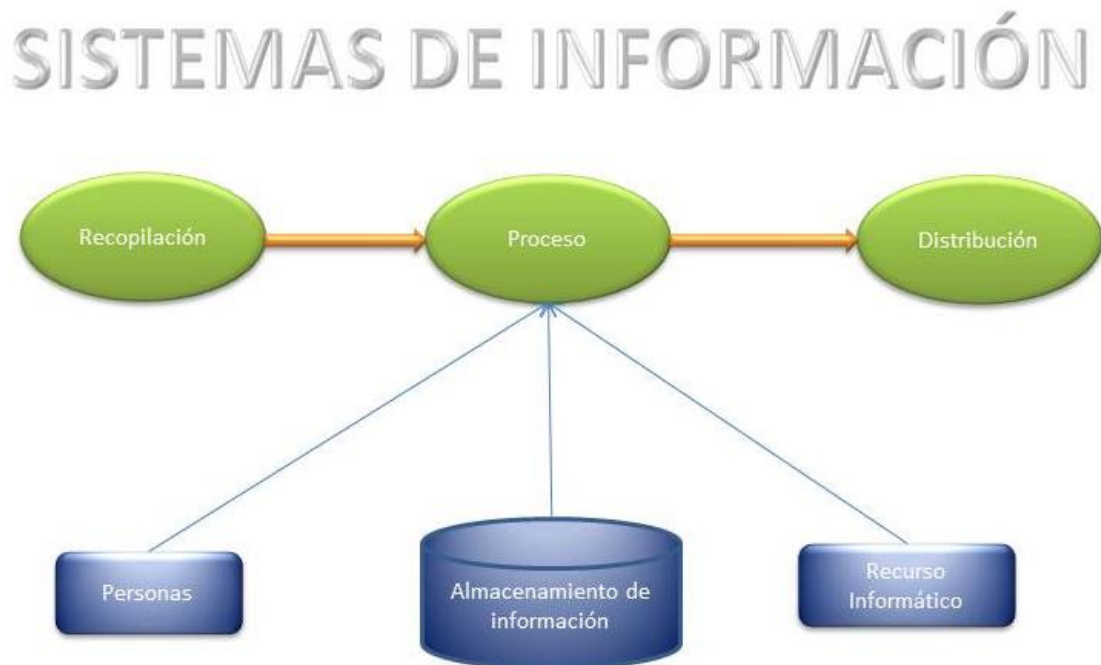 SISTEMAS DE INFORMACIÓN
Recopilación
Proceso
Distribución
Personas
Almacenamiento de
información
Recurso
Informático